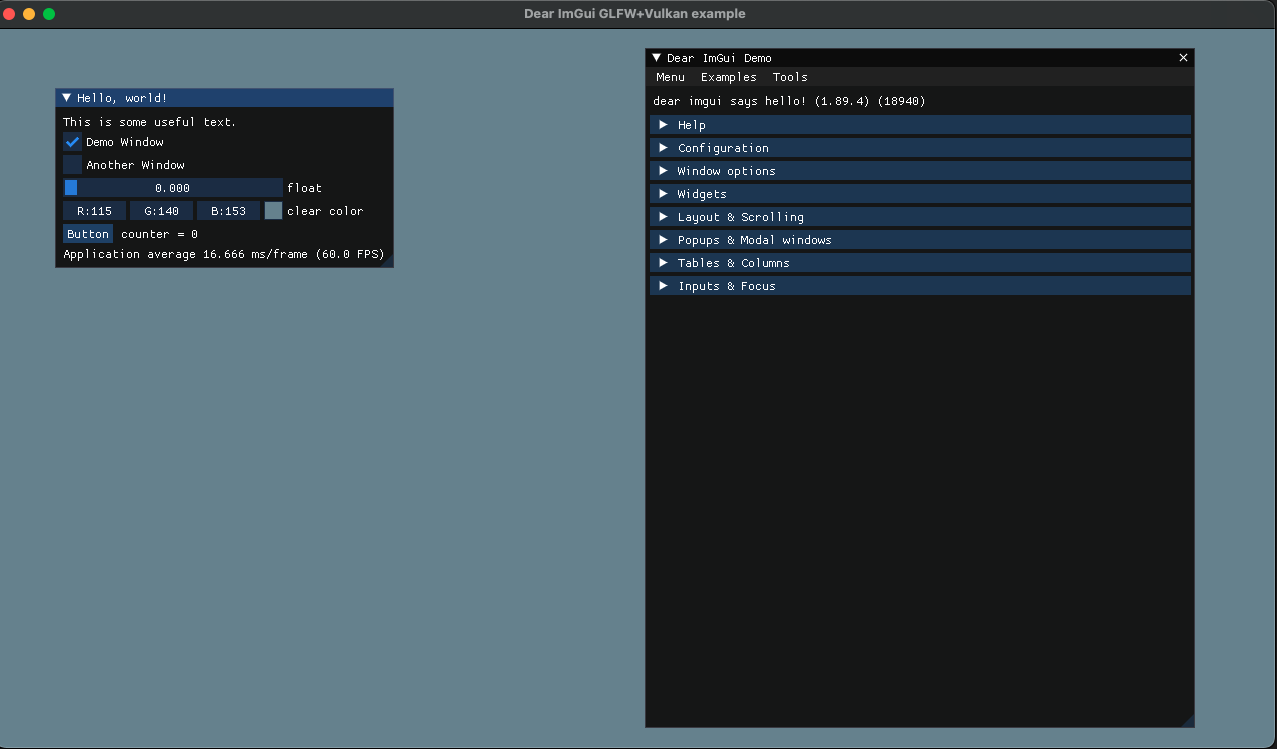 Dear ImGui GLFW+Vulkan example
Hello, world!
This is some useful text.
Demo Window
Another Window
0.000 float
R:115 G:140 B:153 clear color
Button counter = 0
Application average 16.666 ms/frame (60.0 FPS)
Dear ImGui Demo
Menu Examples Tools
dear imgui says hello! (1.89.4) (18940)
Help
Configuration
Window options
Widgets
Layout & Scrolling
Popups & Modal windows
Tables & Columns
Inputs & Focus